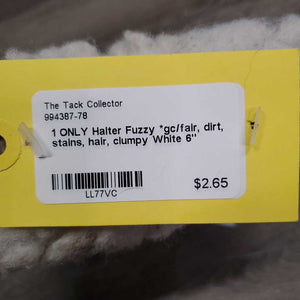 The Tack Collector
994387-78
1 ONLY Halter Fuzzy *gc/fair, dirt,
stains, hair, clumpy White 6"
LL77VC
$2.65